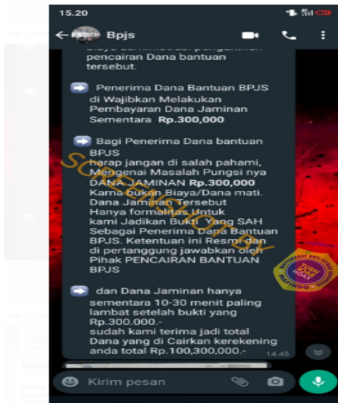 15.20
Bpjs
pencairan Dana bantuan
tersebut.
Penerima Dana Bantuan BPJS
di Wajibkan Melakukan
Pembayaran Dana Jaminan
Sementara Rp.300,000
Bagi Penerima Dana bantuan
BPJS
harap jangan di salah pahami,
Mengenai Masalah Pungsi nya
DANA JAMINAN Rp.300,000
Karna bukan Biaya/Dana mati.
Dana Jaminan Tersebut
Hanya formalitas Untuk
kami Jadikan Bukti Yang SAH
Sebagai Penerima Dana Bantuan
BPJS. Ketentuan ini Resmi dan
di pertanggung jawabkan oleh
Pihak PENCAIRAN BANTUAN
BPJS
dan Dana Jaminan hanya
sementara 10-30 menit paling
lambat setelah bukti yang
Rp.300.000.-
sudah kami terima jadi total
Dana yang di Cairkan kerekening
anda total Rp.100,300,000.-
14.45
Kirim pesan
TURN
BACK
HOAX